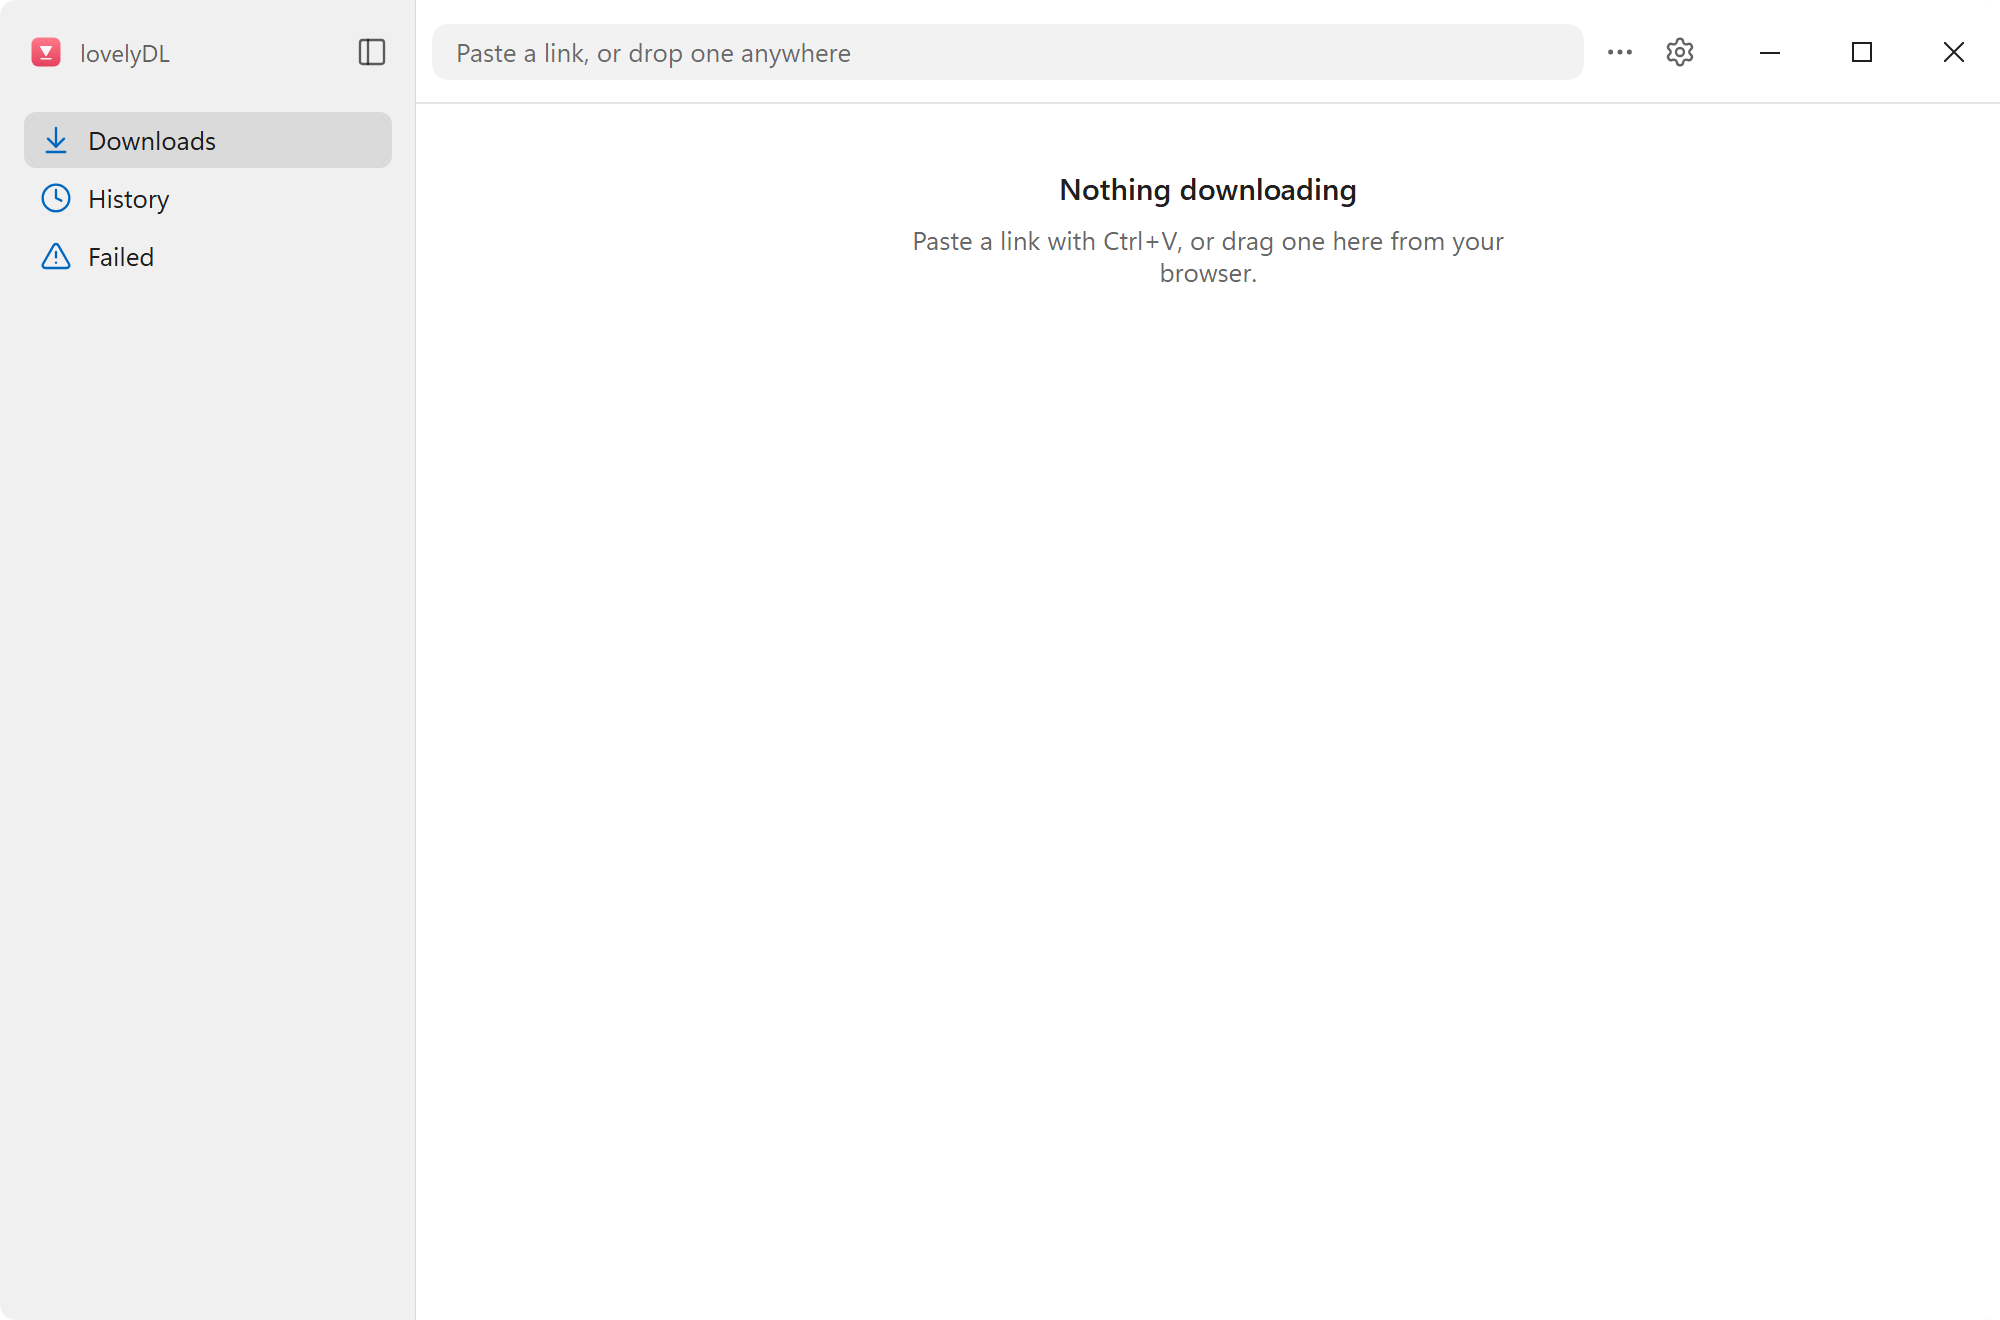 lovelyDL
Paste a link, or drop one anywhere
Downloads
History
Failed
Nothing downloading
Paste a link with Ctrl+V, or drag one here from your
browser.